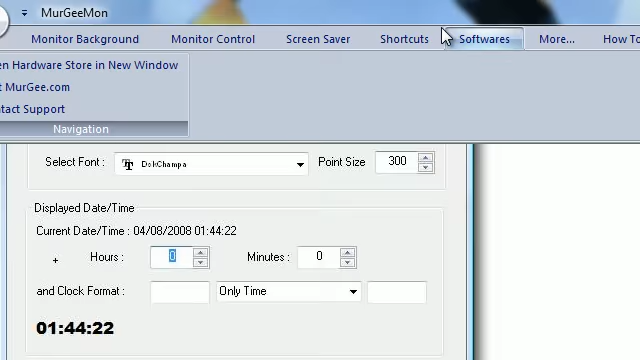 MurGeeMon
Monitor Background Monitor Control Screen Saver Shortcuts Softwares More... How To
en Hardware Store in New Window
t MurGee.com
ntact Support
Navigation
Select Font : DokChampa Point Size 300
Displayed Date/Time
Current Date/Time : 04/08/2008 01:44:22
+ Hours : 0 Minutes : 0
and Clock Format : Only Time
01:44:22